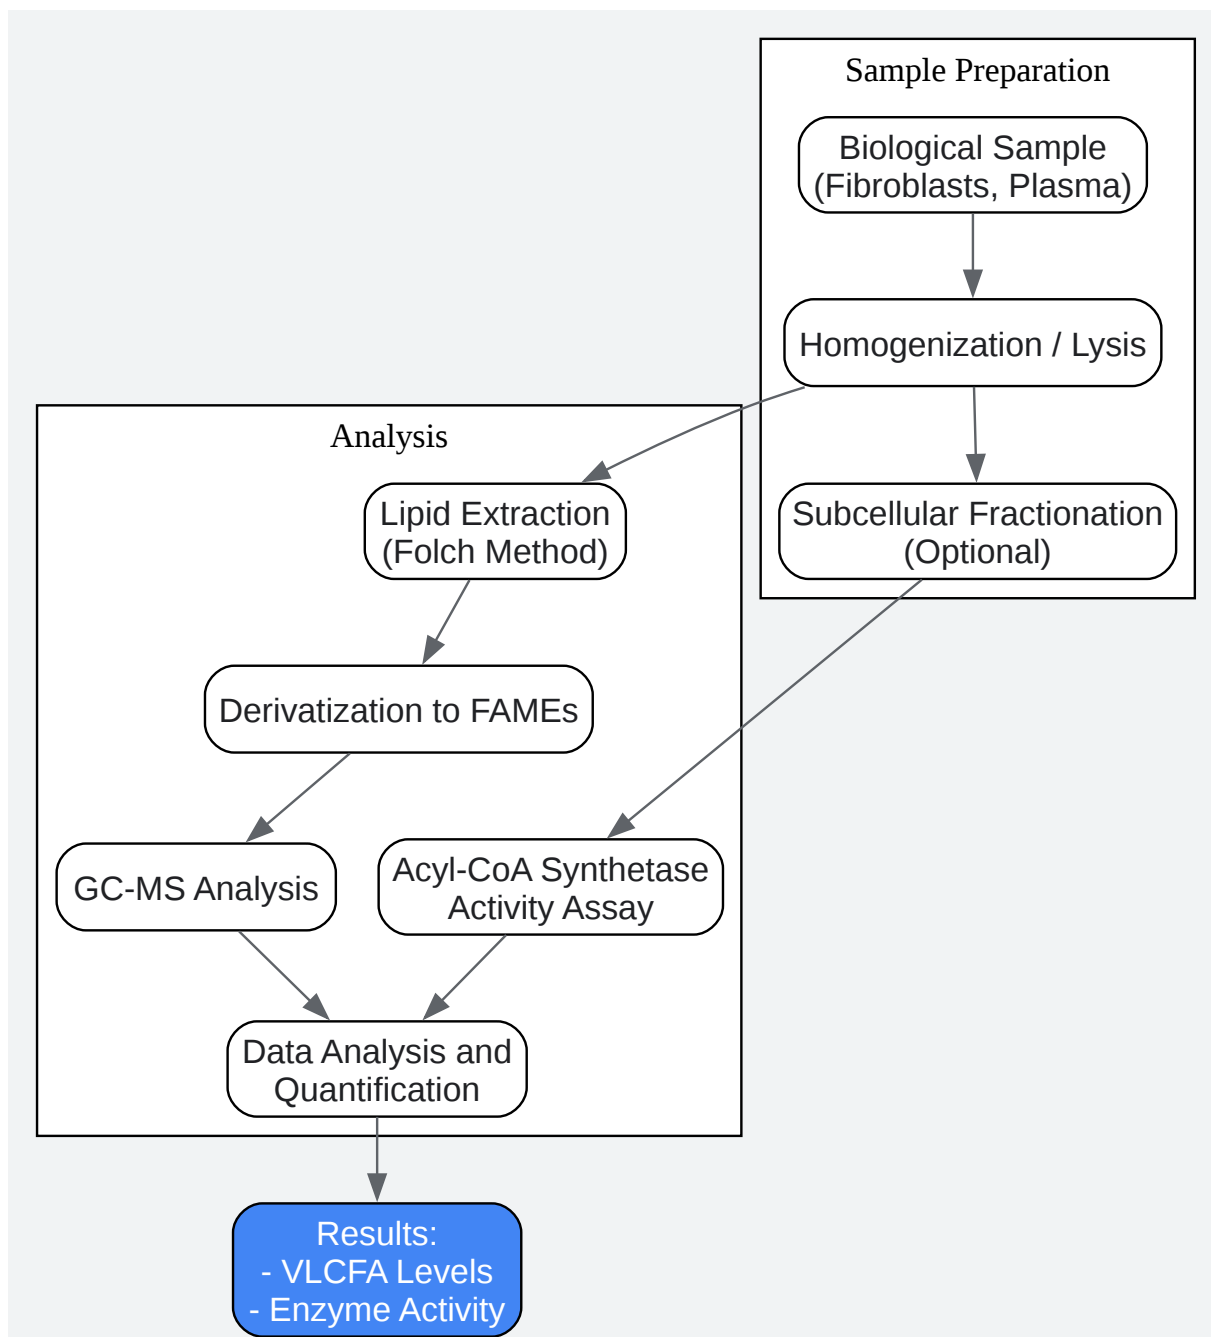 Sample Preparation
Biological Sample
(Fibroblasts, Plasma)
Homogenization / Lysis
Subcellular Fractionation
(Optional)
Analysis
Lipid Extraction
(Folch Method)
Derivatization to FAMEs
GC-MS Analysis
Acyl-CoA Synthetase
Activity Assay
Data Analysis and
Quantification
Results:
- VLCFA Levels
- Enzyme Activity